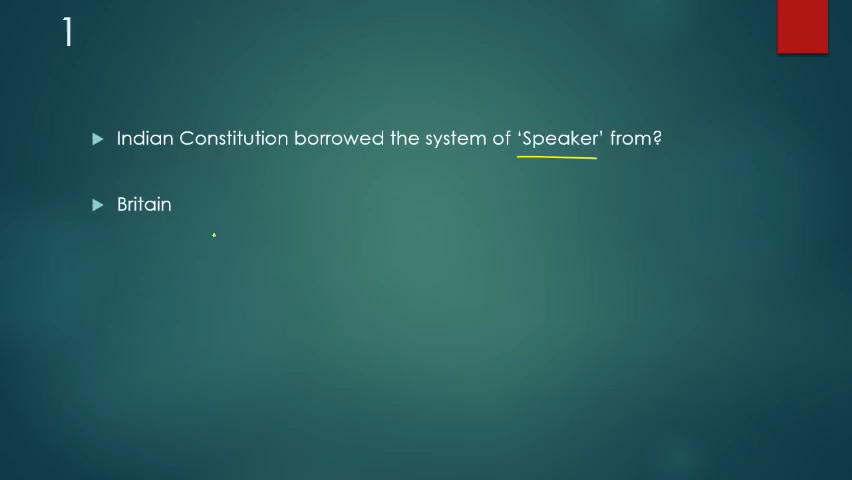 1
Indian Constitution borrowed the system of ‘Speaker’ from?
Britain